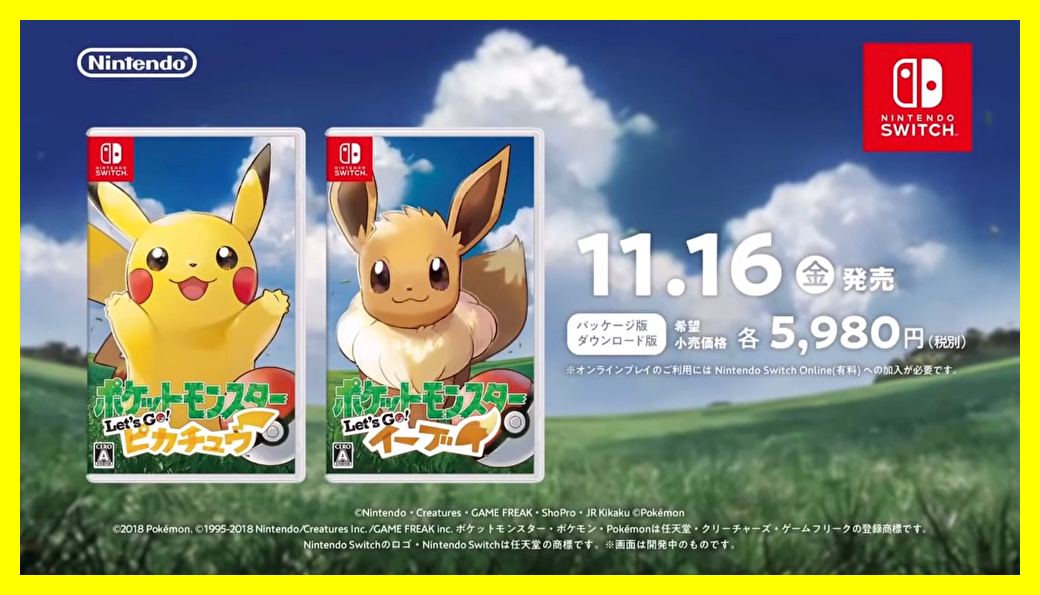 Nintendo®
NINTENDO
SWITCH™
NINTENDO
SWITCH™
ポケットモンスター
Let's Go!
ピカチュウ
CERO
A
NINTENDO
SWITCH™
ポケットモンスター
Let's Go!
イーブイ
CERO
A
11.16 金 発売
パッケージ版
ダウンロード版
希望
小売価格
各 5,980円(税別)
※オンラインプレイのご利用には Nintendo Switch Online(有料) への加入が必要です。
©Nintendo・Creatures・GAME FREAK・ShoPro・JR Kikaku ©Pokémon
©2018 Pokémon. ©1995-2018 Nintendo/Creatures Inc. /GAME FREAK inc. ポケットモンスター・ポケモン・Pokémonは任天堂・クリーチャーズ・ゲームフリークの登録商標です。
Nintendo Switchのロゴ・Nintendo Switchは任天堂の商標です。※画面は開発中のものです。